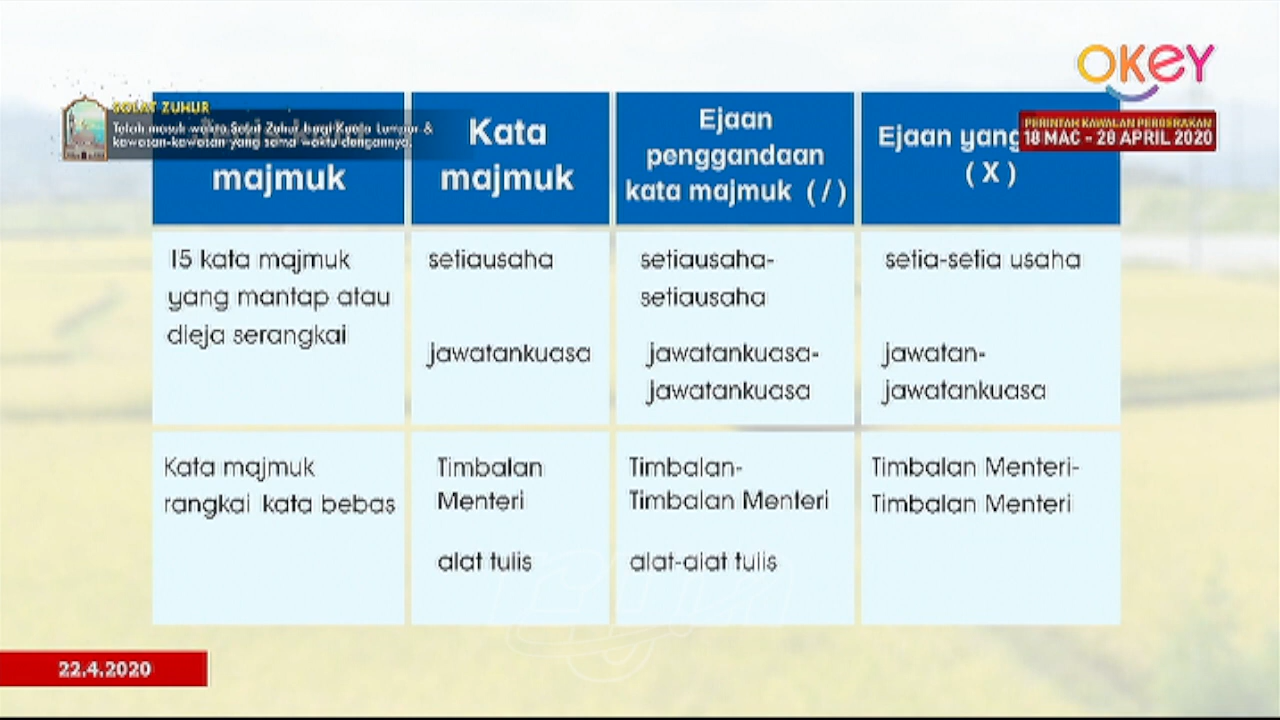 OKEY
SOLAT ZUHUR
Telah masuk waktu Solat Zuhur bagi Kuala Lumpur &
kawasan-kawasan yang sama waktu dengannya.
PERINTAH KAWALAN PERGERAKAN
18 MAC - 28 APRIL 2020
majmuk
Kata
majmuk
Ejaan
penggandaan
kata majmuk ( / )
Ejaan yang
( X )
15 kata majmuk
yang mantap atau
dieja serangkai
setiausaha
jawatankuasa
setiausaha-
setiausaha
jawatankuasa-
jawatankuasa
setia-setia usaha
jawatan-
jawatankuasa
Kata majmuk
rangkai kata bebas
Timbalan
Menteri
alat tulis
Timbalan-
Timbalan Menteri
alat-alat tulis
Timbalan Menteri-
Timbalan Menteri
22.4.2020